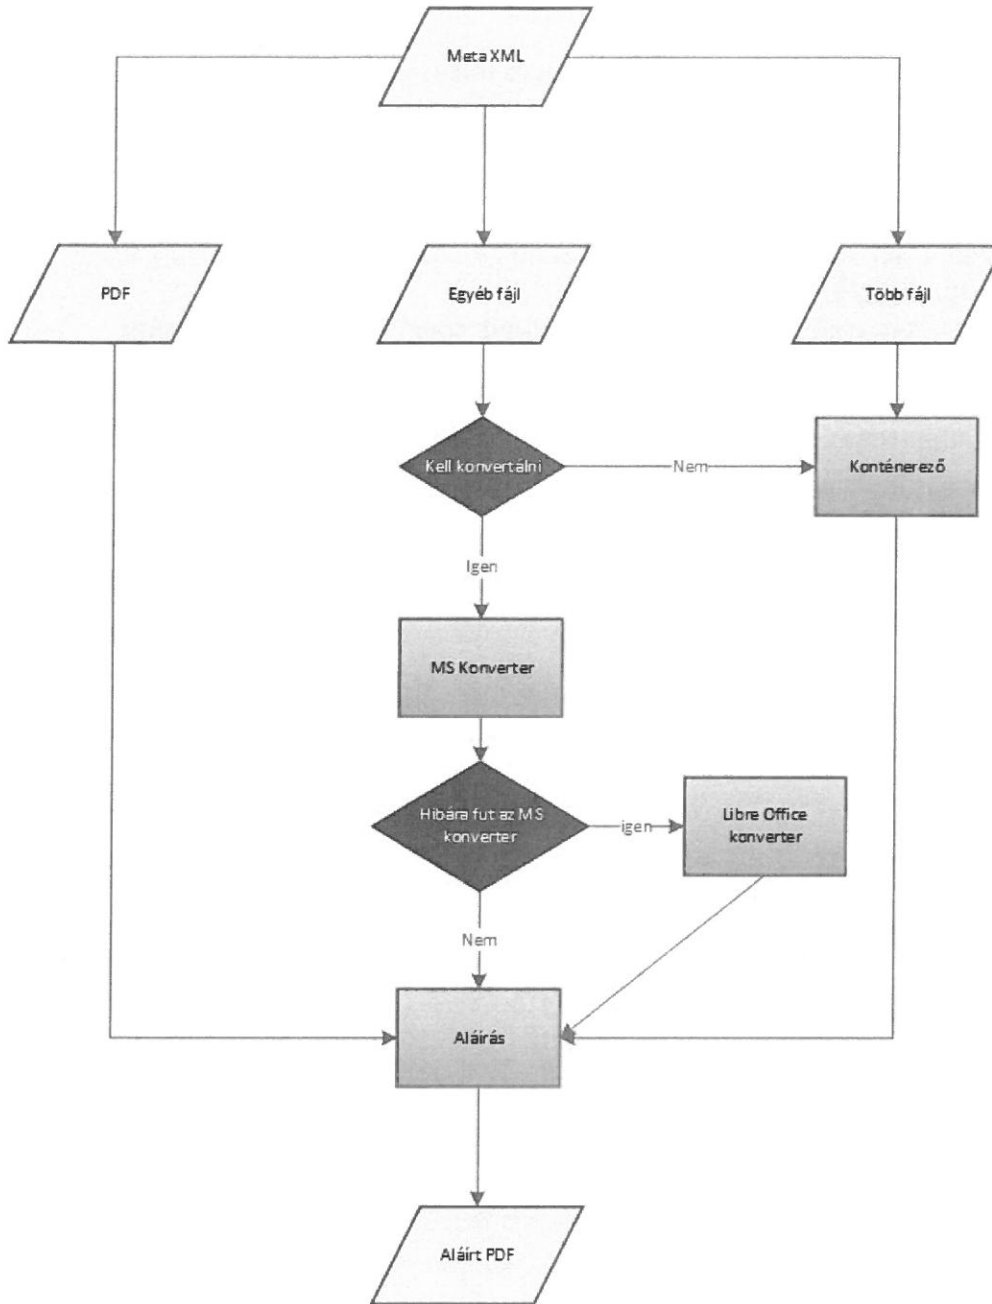 Meta XML
PDF
Egyéb fájl
Több fájl
Kell konvertálni
Nem
Konténerező
Igen
MS Konverter
Hibára fut az MS
konverter
igen
Libre Office
konverter
Nem
Aláírás
Aláírt PDF